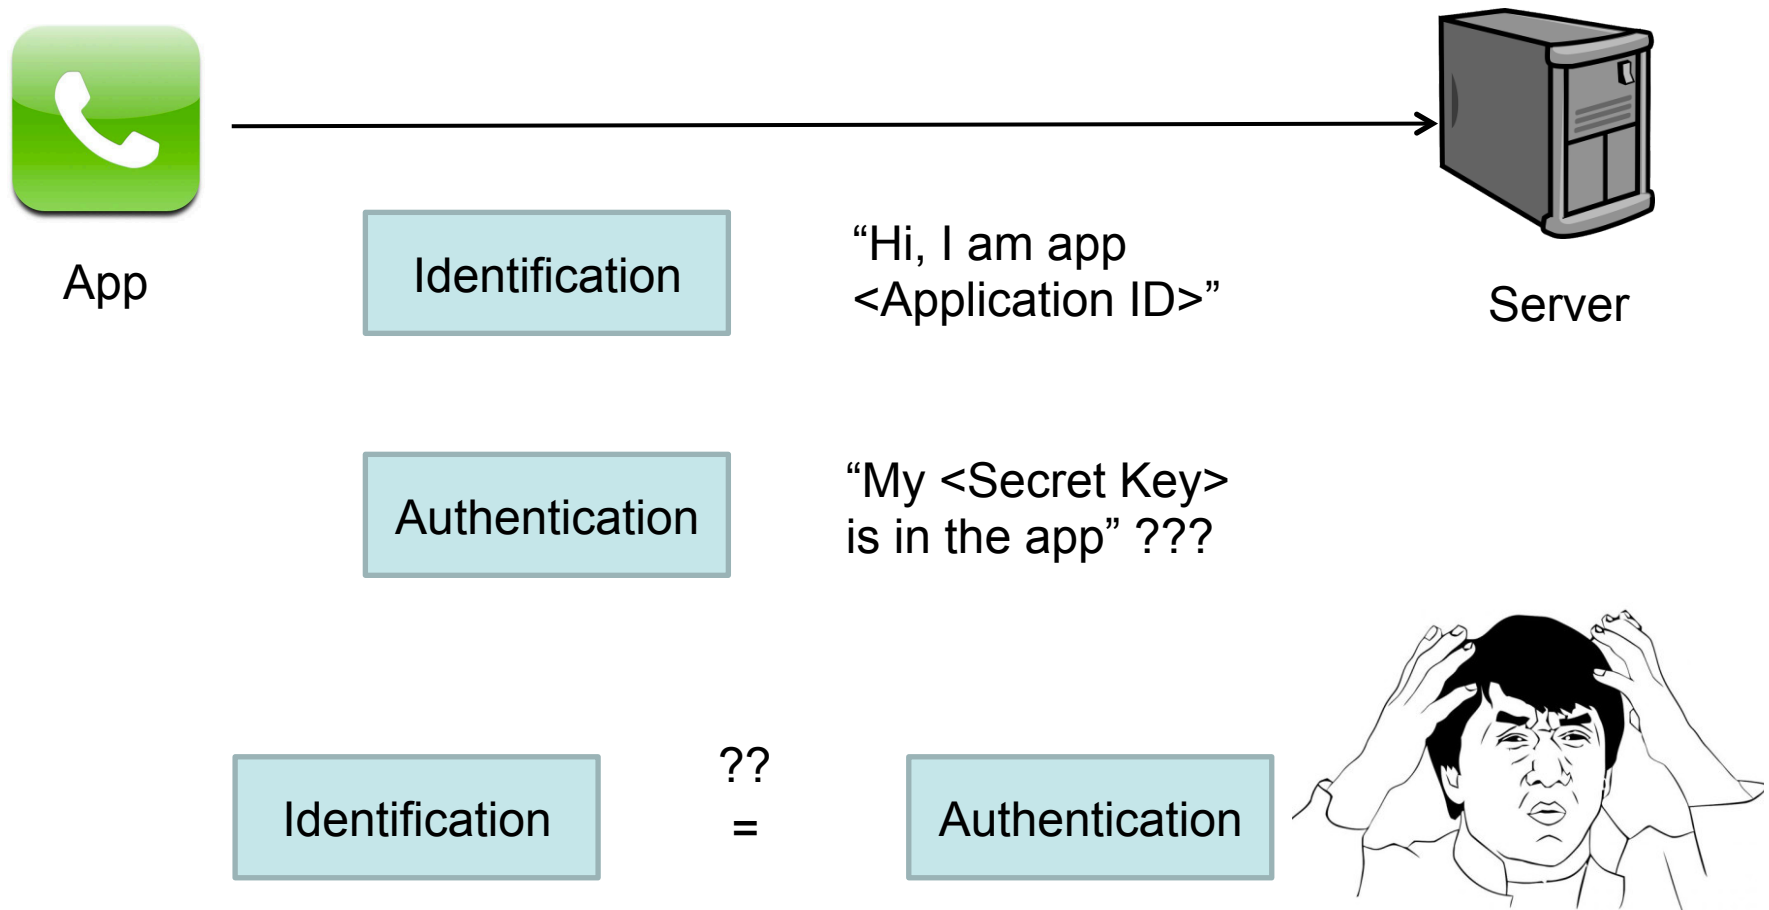 App
Identification
“Hi, I am app
<Application ID>”
Server
Authentication
“My <Secret Key>
is in the app” ???
Identification
??
=
Authentication